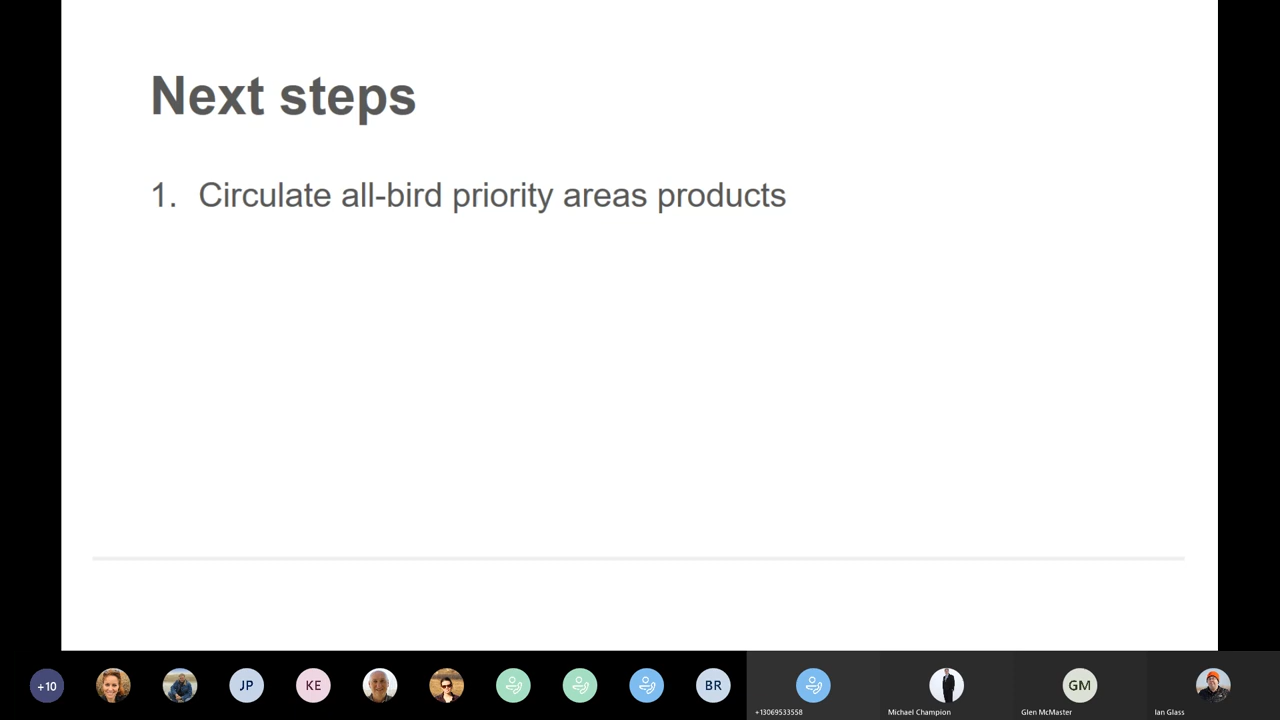 Next steps
1. Circulate all-bird priority areas products
+10
JP
KE
BR
+13069533558
Michael Champion
GM
Glen McMaster
Ian Glass